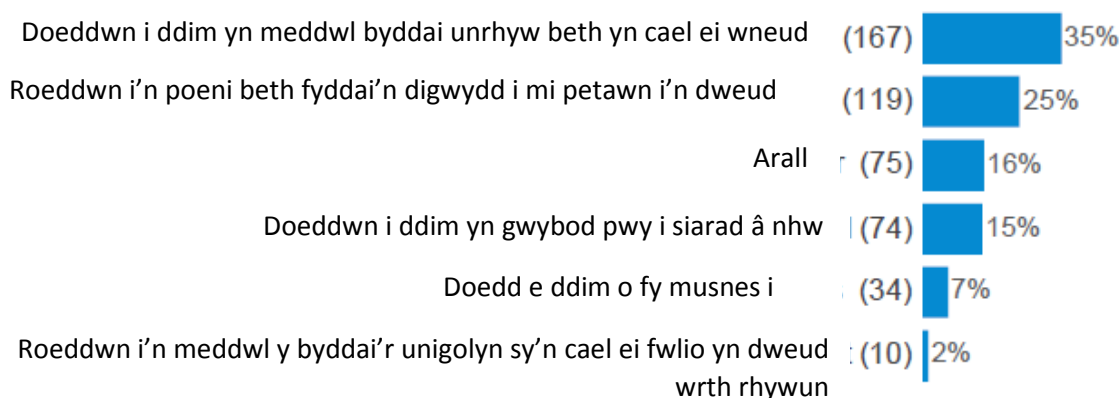 Doeddwn i ddim yn meddwl byddai unrhyw beth yn cael ei wneud (167) 35%
Roeddwn i’n poeni beth fyddai’n digwydd i mi petawn i’n dweud (119) 25%
Arall (75) 16%
Doeddwn i ddim yn gwybod pwy i siarad â nhw (74) 15%
Doedd e ddim o fy musnes i (34) 7%
Roeddwn i’n meddwl y byddai’r unigolyn sy’n cael ei fwlio yn dweud (10) 2%
wrth rhywun